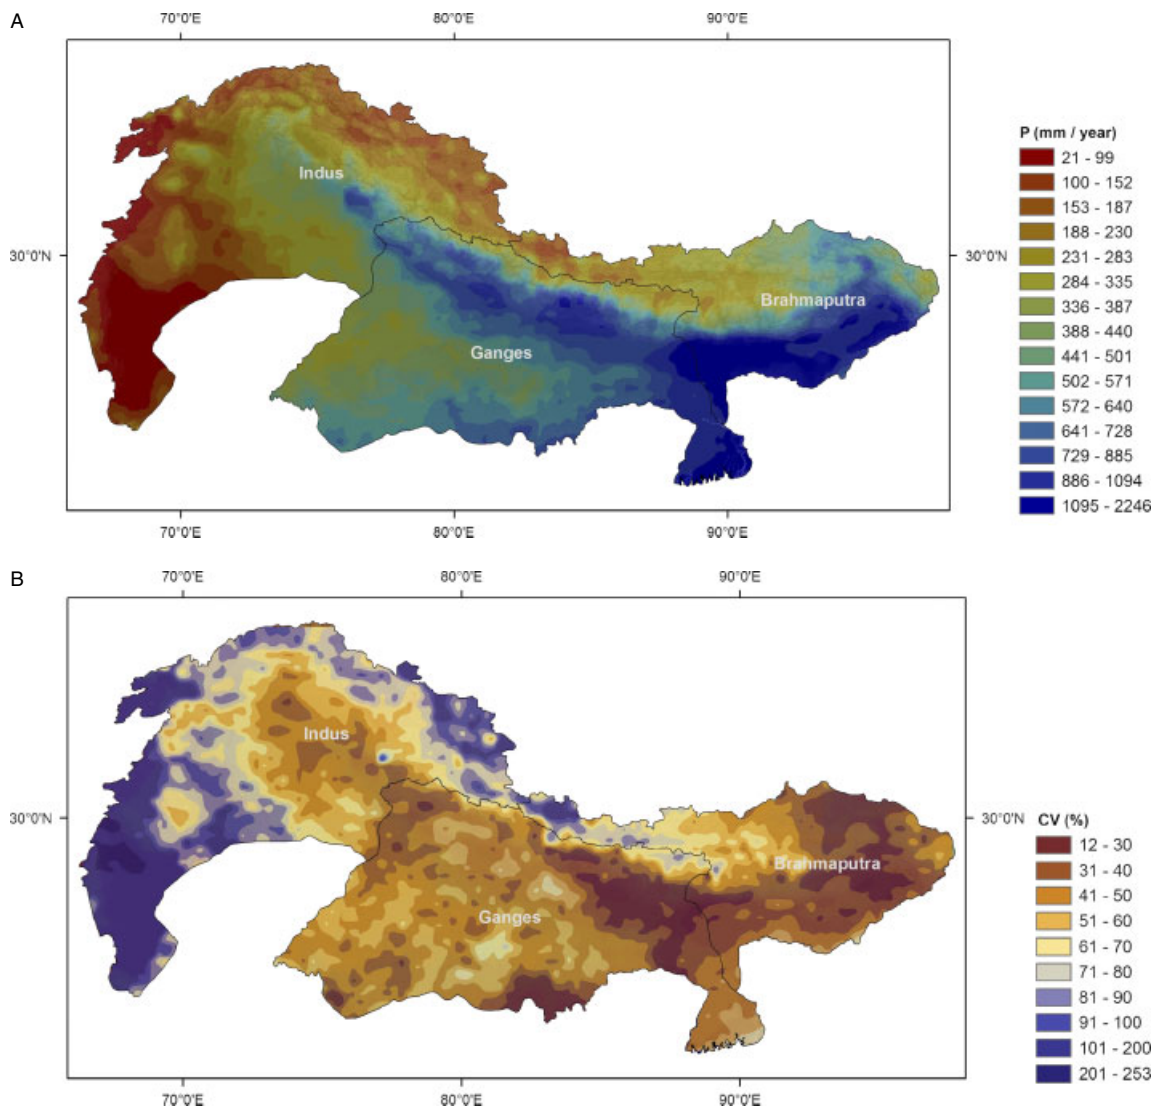 A
70°0'E 80°0'E 90°0'E
P (mm / year)
21 - 99
100 - 152
153 - 187
188 - 230
231 - 283
284 - 335
336 - 387
388 - 440
441 - 501
502 - 571
572 - 640
641 - 728
729 - 885
886 - 1094
1095 - 2246
Indus
30°0'N 30°0'N
Brahmaputra
Ganges
70°0'E 80°0'E 90°0'E
B
70°0'E 80°0'E 90°0'E
Indus
30°0'N 30°0'N
Brahmaputra
Ganges
CV (%)
12 - 30
31 - 40
41 - 50
51 - 60
61 - 70
71 - 80
81 - 90
91 - 100
101 - 200
201 - 253
70°0'E 80°0'E 90°0'E